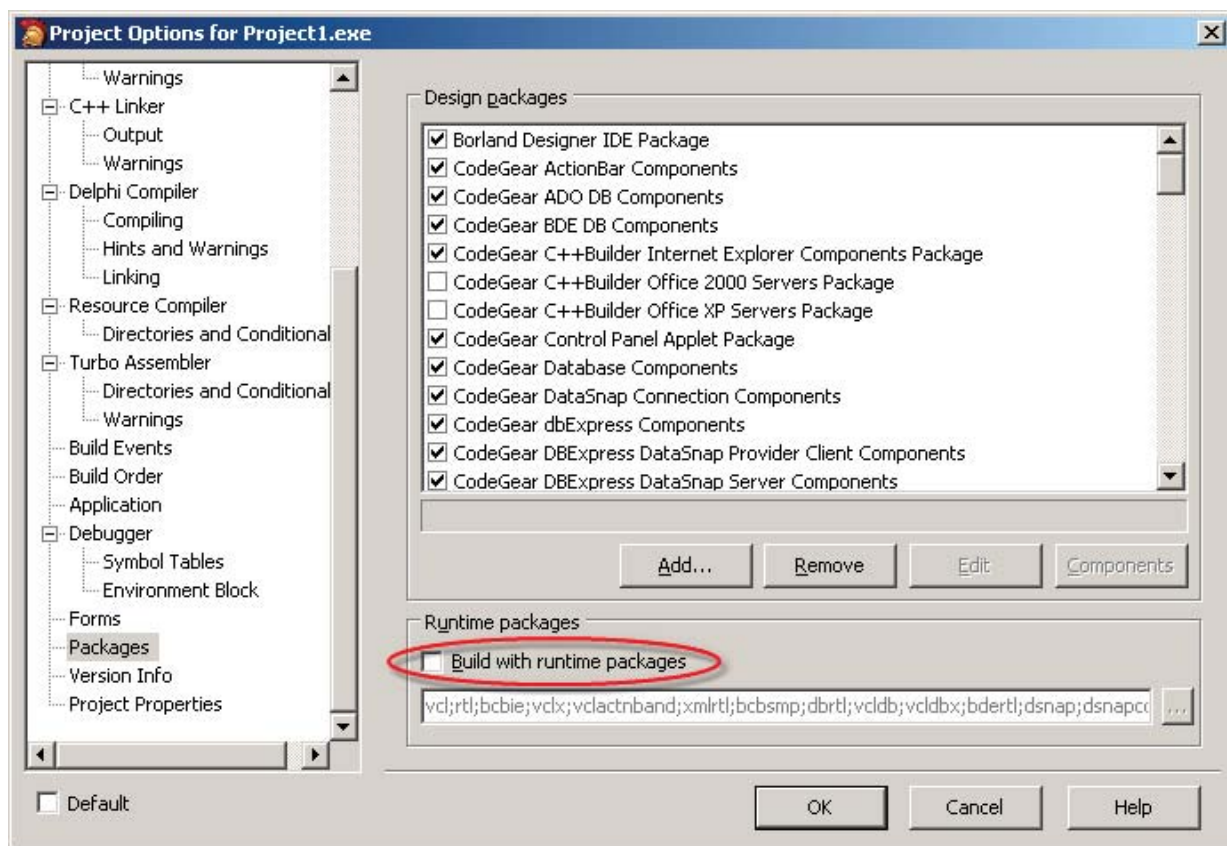 Project Options for Project1.exe
Warnings
C++ Linker
Output
Warnings
Delphi Compiler
Compiling
Hints and Warnings
Linking
Resource Compiler
Directories and Conditional
Turbo Assembler
Directories and Conditional
Warnings
Build Events
Build Order
Application
Debugger
Symbol Tables
Environment Block
Forms
Packages
Version Info
Project Properties
Default
Design packages
Borland Designer IDE Package
CodeGear ActionBar Components
CodeGear ADO DB Components
CodeGear BDE DB Components
CodeGear C++Builder Internet Explorer Components Package
CodeGear C++Builder Office 2000 Servers Package
CodeGear C++Builder Office XP Servers Package
CodeGear Control Panel Applet Package
CodeGear Database Components
CodeGear DataSnap Connection Components
CodeGear dbExpress Components
CodeGear DBExpress DataSnap Provider Client Components
CodeGear DBExpress DataSnap Server Components
Add... Remove Edit Components
Runtime packages
Build with runtime packages
vcl;rtl;bcbie;vclx;vclactnband;xmlrtl;bcbsmp;dbrtl;vcldb;vcldbx;bdertl;dsnap;dsnapcc ...
OK Cancel Help